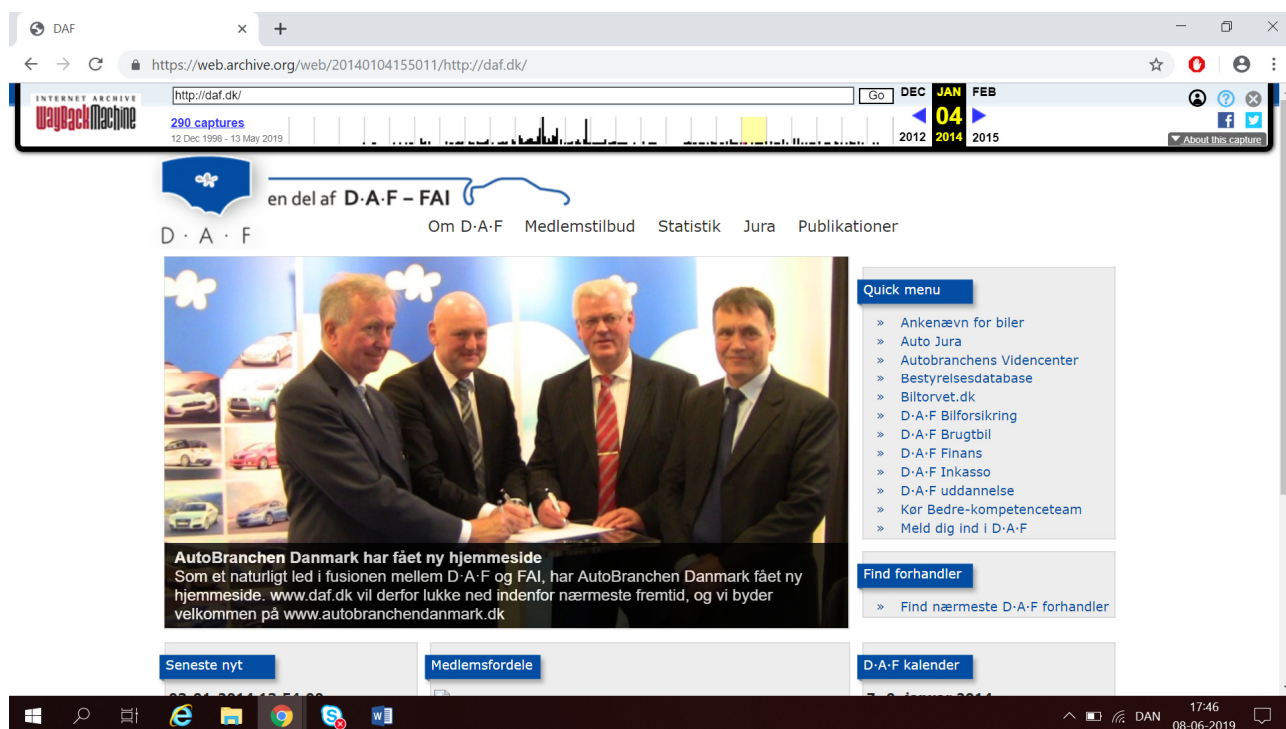 DAF
https://web.archive.org/web/20140104155011/http://daf.dk/
INTERNET ARCHIVE
WayBackMachine
http://daf.dk/
Go
DEC JAN FEB
290 captures
04
12 Dec 1998 - 13 May 2019
2012 2014 2015
About this capture
en del af D·A·F – FAI
D · A · F
Om D·A·F Medlemstilbud Statistik Jura Publikationer
AutoBranchen Danmark har fået ny hjemmeside
Som et naturligt led i fusionen mellem D·A·F og FAI, har AutoBranchen Danmark fået ny
hjemmeside. www.daf.dk vil derfor lukke ned indenfor nærmeste fremtid, og vi byder
velkommen på www.autobranchendanmark.dk
Quick menu
» Ankenævn for biler
» Auto Jura
» Autobranchens Videncenter
» Bestyrelsesdatabase
» Biltorvet.dk
» D·A·F Bilforsikring
» D·A·F Brugtbil
» D·A·F Finans
» D·A·F Inkasso
» D·A·F uddannelse
» Kør Bedre-kompetenceteam
» Meld dig ind i D·A·F
Find forhandler
» Find nærmeste D·A·F forhandler
Seneste nyt
Medlemsfordele
D·A·F kalender
DAN
17:46
08-06-2019